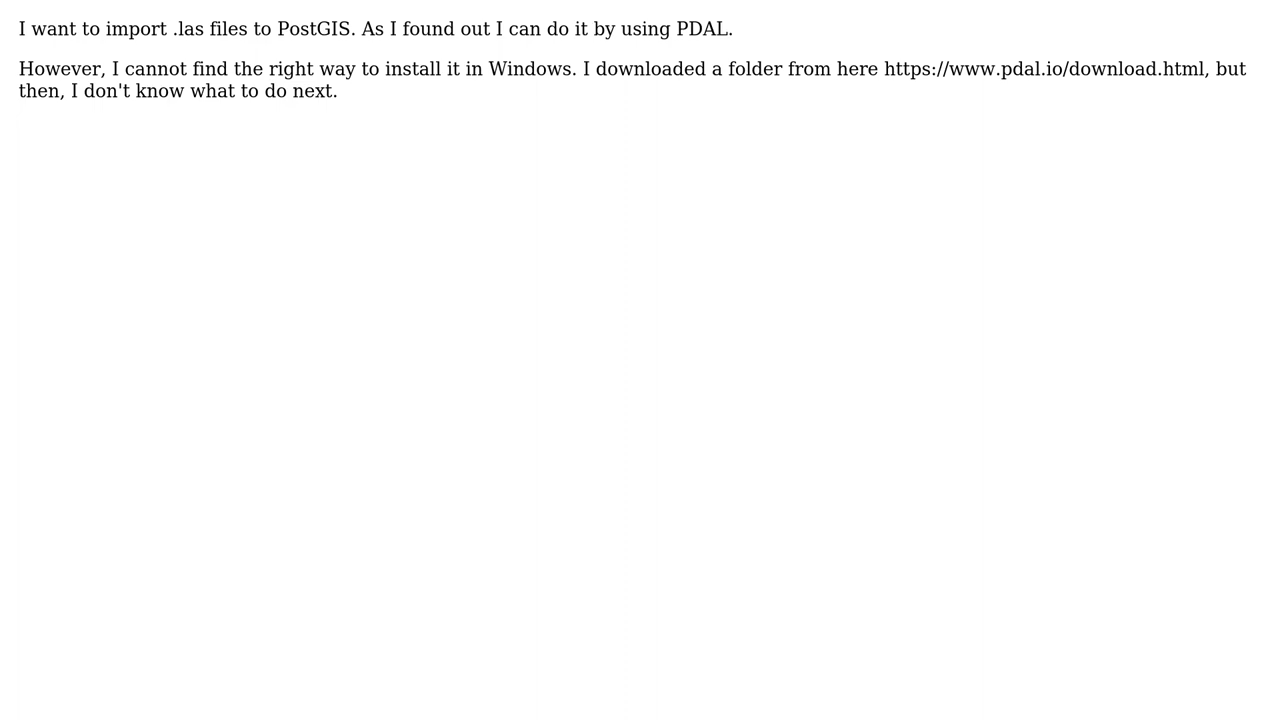 I want to import .las files to PostGIS. As I found out I can do it by using PDAL.
However, I cannot find the right way to install it in Windows. I downloaded a folder from here https://www.pdal.io/download.html, but
then, I don't know what to do next.